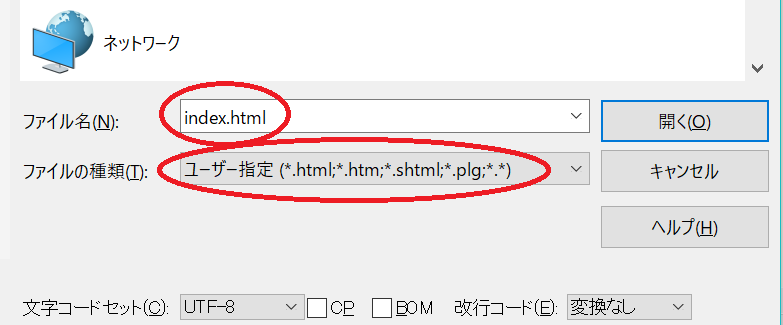 ネットワーク
ファイル名(N): index.html 開く(O)
ファイルの種類(T): ユーザー指定 (*.html;*.htm;*.shtml;*.plg;*.*) キャンセル
ヘルプ(H)
文字コードセット(C): UTF-8 CP BOM 改行コード(E): 変換なし